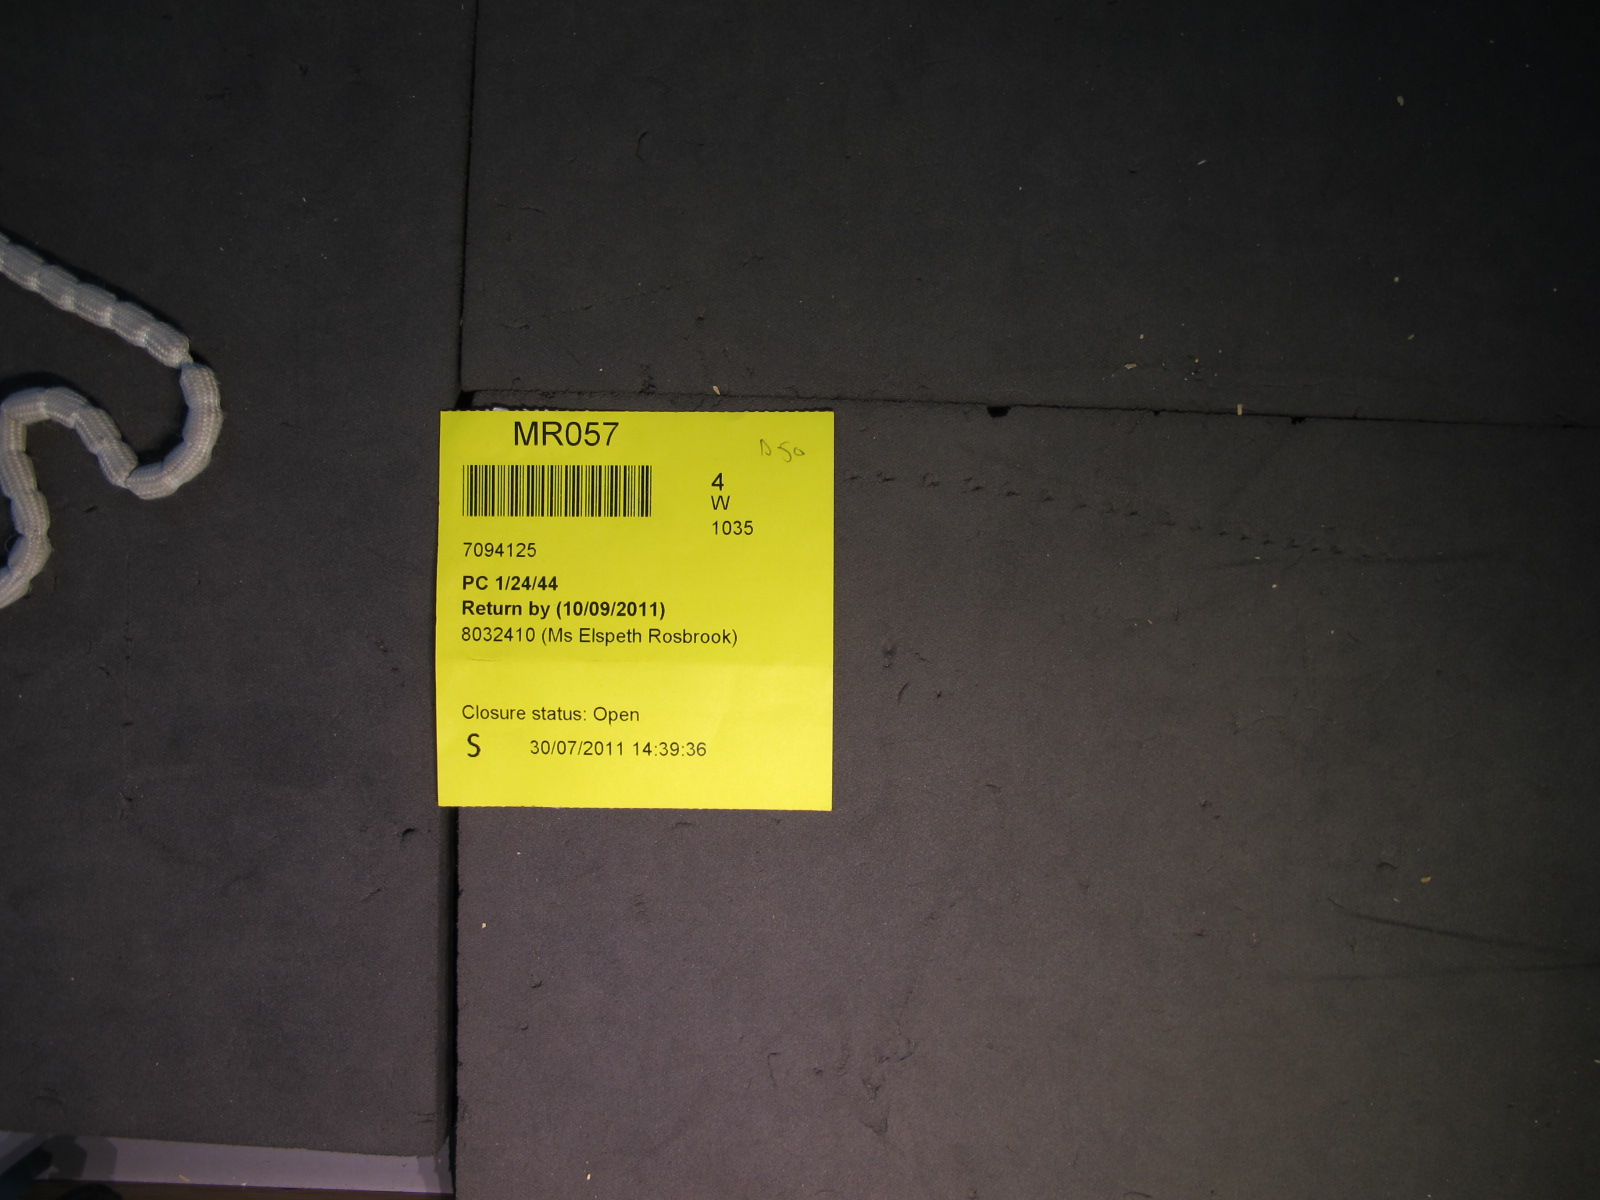 MR057
4
W
1035
7094125
PC 1/24/44
Return by (10/09/2011)
8032410 (Ms Elspeth Rosbrook)
Closure status: Open
S 30/07/2011 14:39:36